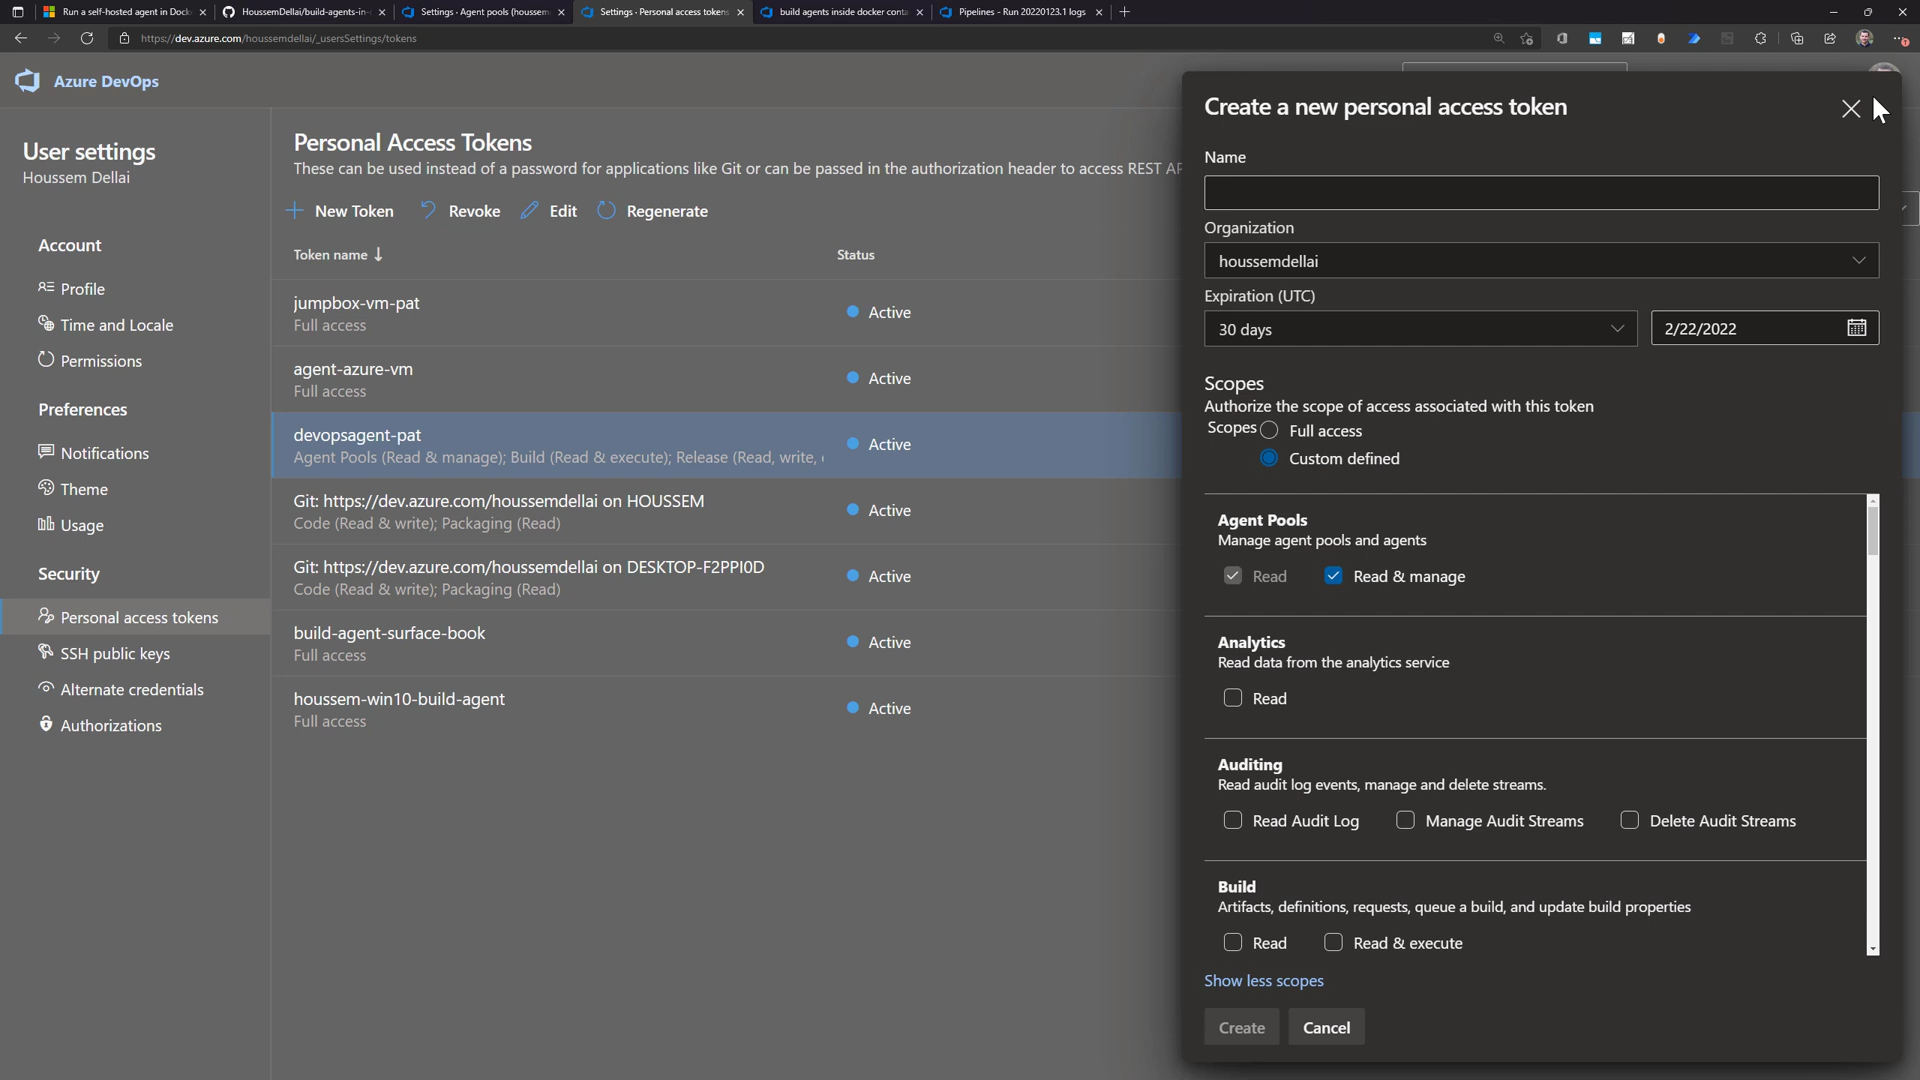 Run a self-hosted agent in Dock
HoussemDellai/build-agents-in-
Settings · Agent pools (houssem
Settings · Personal access tokens
build agents inside docker conta
Pipelines - Run 20220123.1 logs
https://dev.azure.com/houssemdellai/_usersSettings/tokens
Azure DevOps
User settings
Houssem Dellai
Account
Profile
Time and Locale
Permissions
Preferences
Notifications
Theme
Usage
Security
Personal access tokens
SSH public keys
Alternate credentials
Authorizations
Personal Access Tokens
These can be used instead of a password for applications like Git or can be passed in the authorization header to access REST AP
New Token Revoke Edit Regenerate
Token name ↓ Status
jumpbox-vm-pat Active
Full access
agent-azure-vm Active
Full access
devopsagent-pat Active
Agent Pools (Read & manage); Build (Read & execute); Release (Read, write,
Git: https://dev.azure.com/houssemdellai on HOUSSEM Active
Code (Read & write); Packaging (Read)
Git: https://dev.azure.com/houssemdellai on DESKTOP-F2PPI0D Active
Code (Read & write); Packaging (Read)
build-agent-surface-book Active
Full access
houssem-win10-build-agent Active
Full access
Create a new personal access token
Name
Organization
houssemdellai
Expiration (UTC)
30 days 2/22/2022
Scopes
Authorize the scope of access associated with this token
Scopes Full access
Custom defined
Agent Pools
Manage agent pools and agents
Read Read & manage
Analytics
Read data from the analytics service
Read
Auditing
Read audit log events, manage and delete streams.
Read Audit Log Manage Audit Streams Delete Audit Streams
Build
Artifacts, definitions, requests, queue a build, and update build properties
Read Read & execute
Show less scopes
Create Cancel